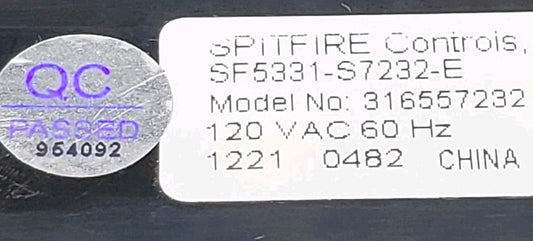 QC
PASSED
954092
SPITFIRE Controls,
SF5331-S7232-E
Model No: 316557232
120 VAC 60 Hz
1221 0482 CHINA